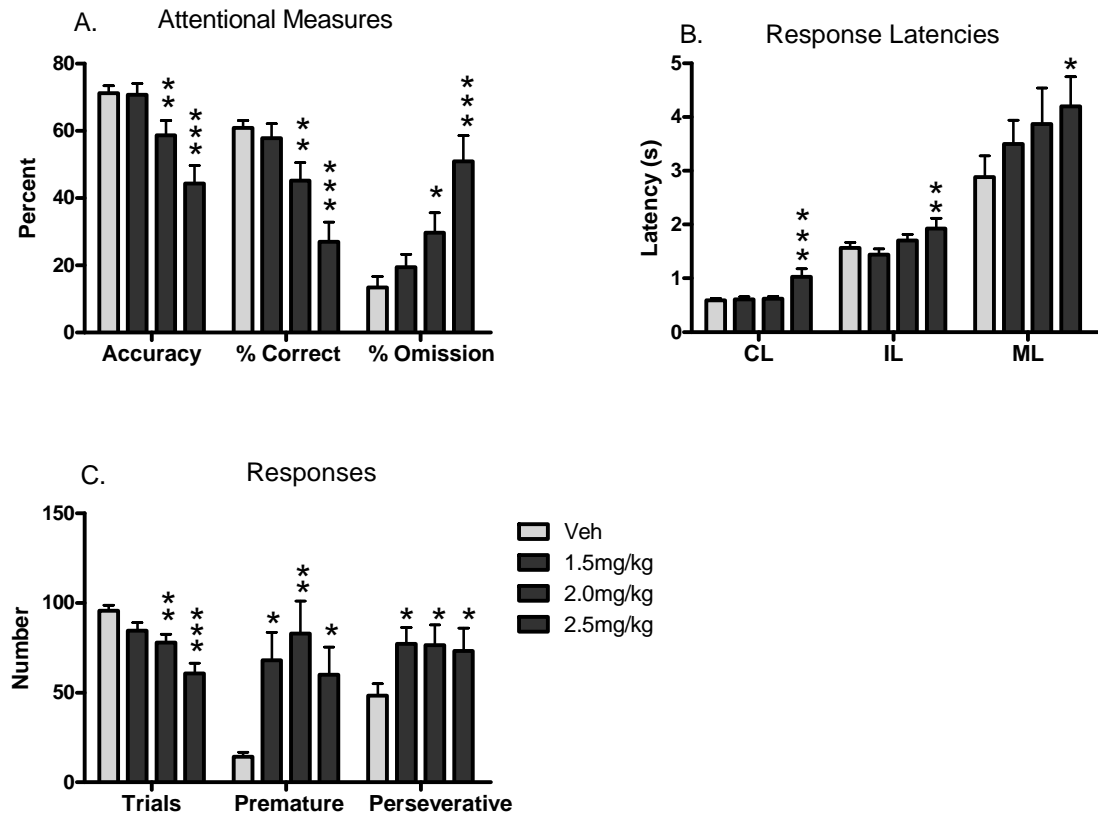 A. Attentional Measures
Percent
80
60
40
20
0
** *** ** *** * ***
Accuracy % Correct % Omission
B. Response Latencies
Latency (s)
5
4
3
2
1
0
*** ** *
CL IL ML
C. Responses
Number
150
100
50
0
** *** * ** * * * *
Trials Premature Perseverative
Veh
1.5mg/kg
2.0mg/kg
2.5mg/kg